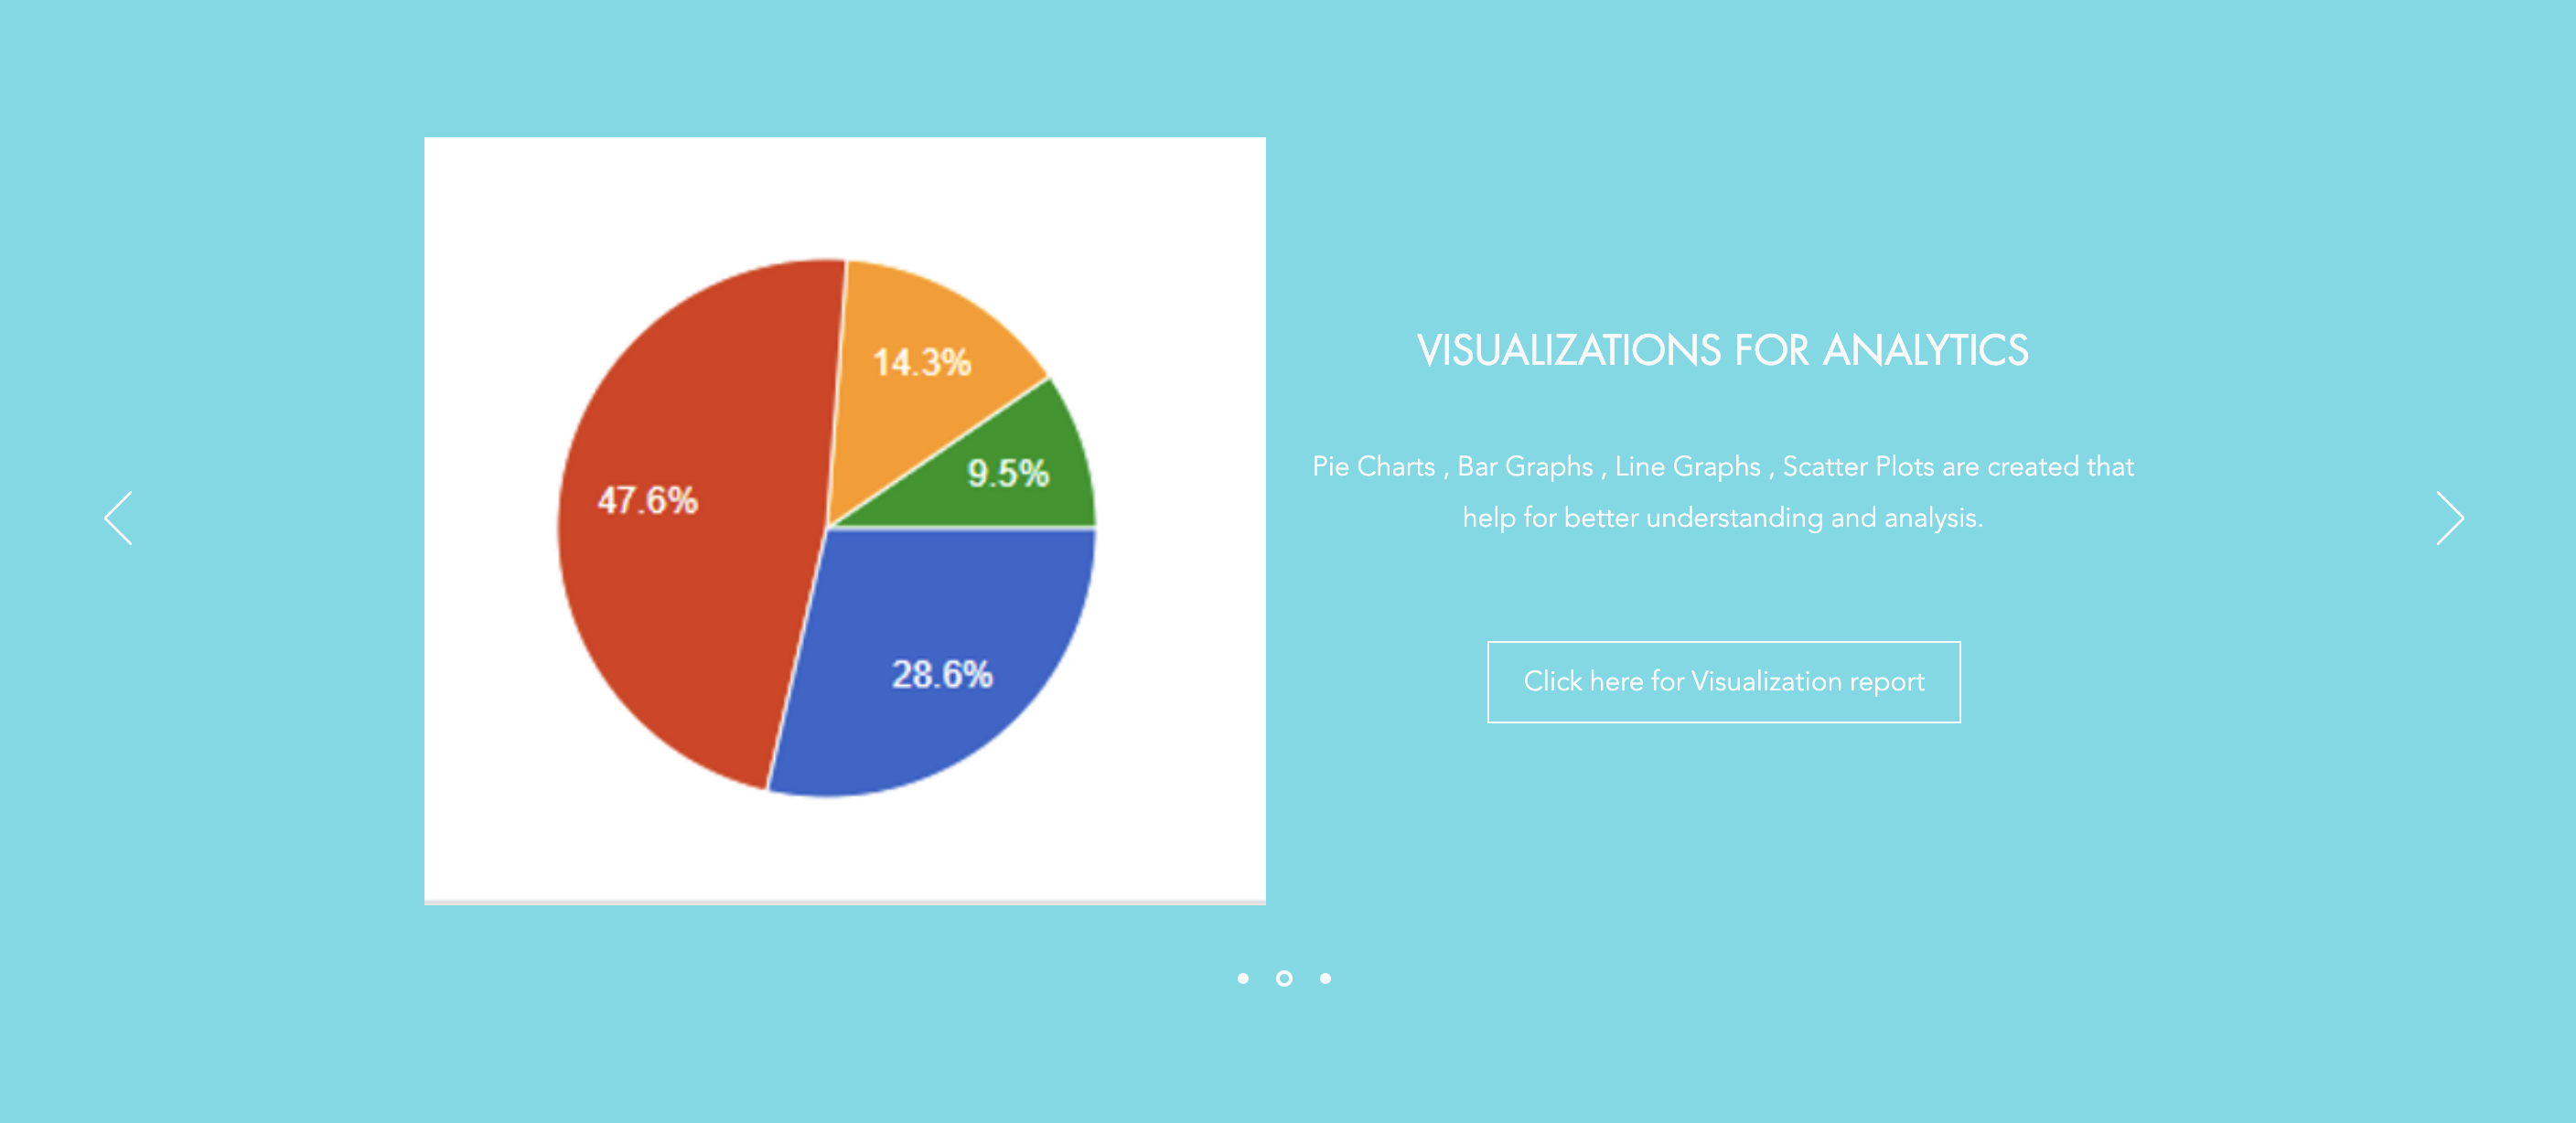 14.3%
9.5%
47.6%
28.6%
VISUALIZATIONS FOR ANALYTICS
Pie Charts , Bar Graphs , Line Graphs , Scatter Plots are created that
help for better understanding and analysis.
Click here for Visualization report